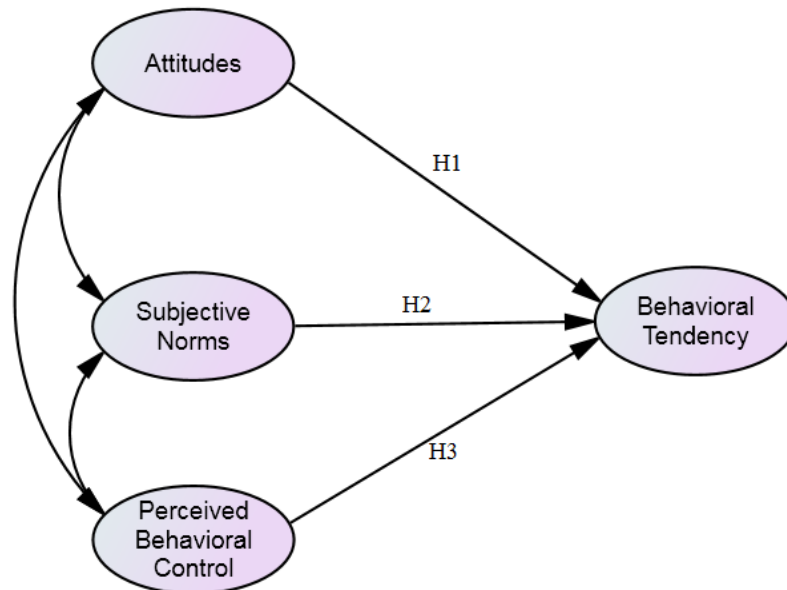 Attitudes
H1
Subjective
Norms
H2
Behavioral
Tendency
H3
Perceived
Behavioral
Control